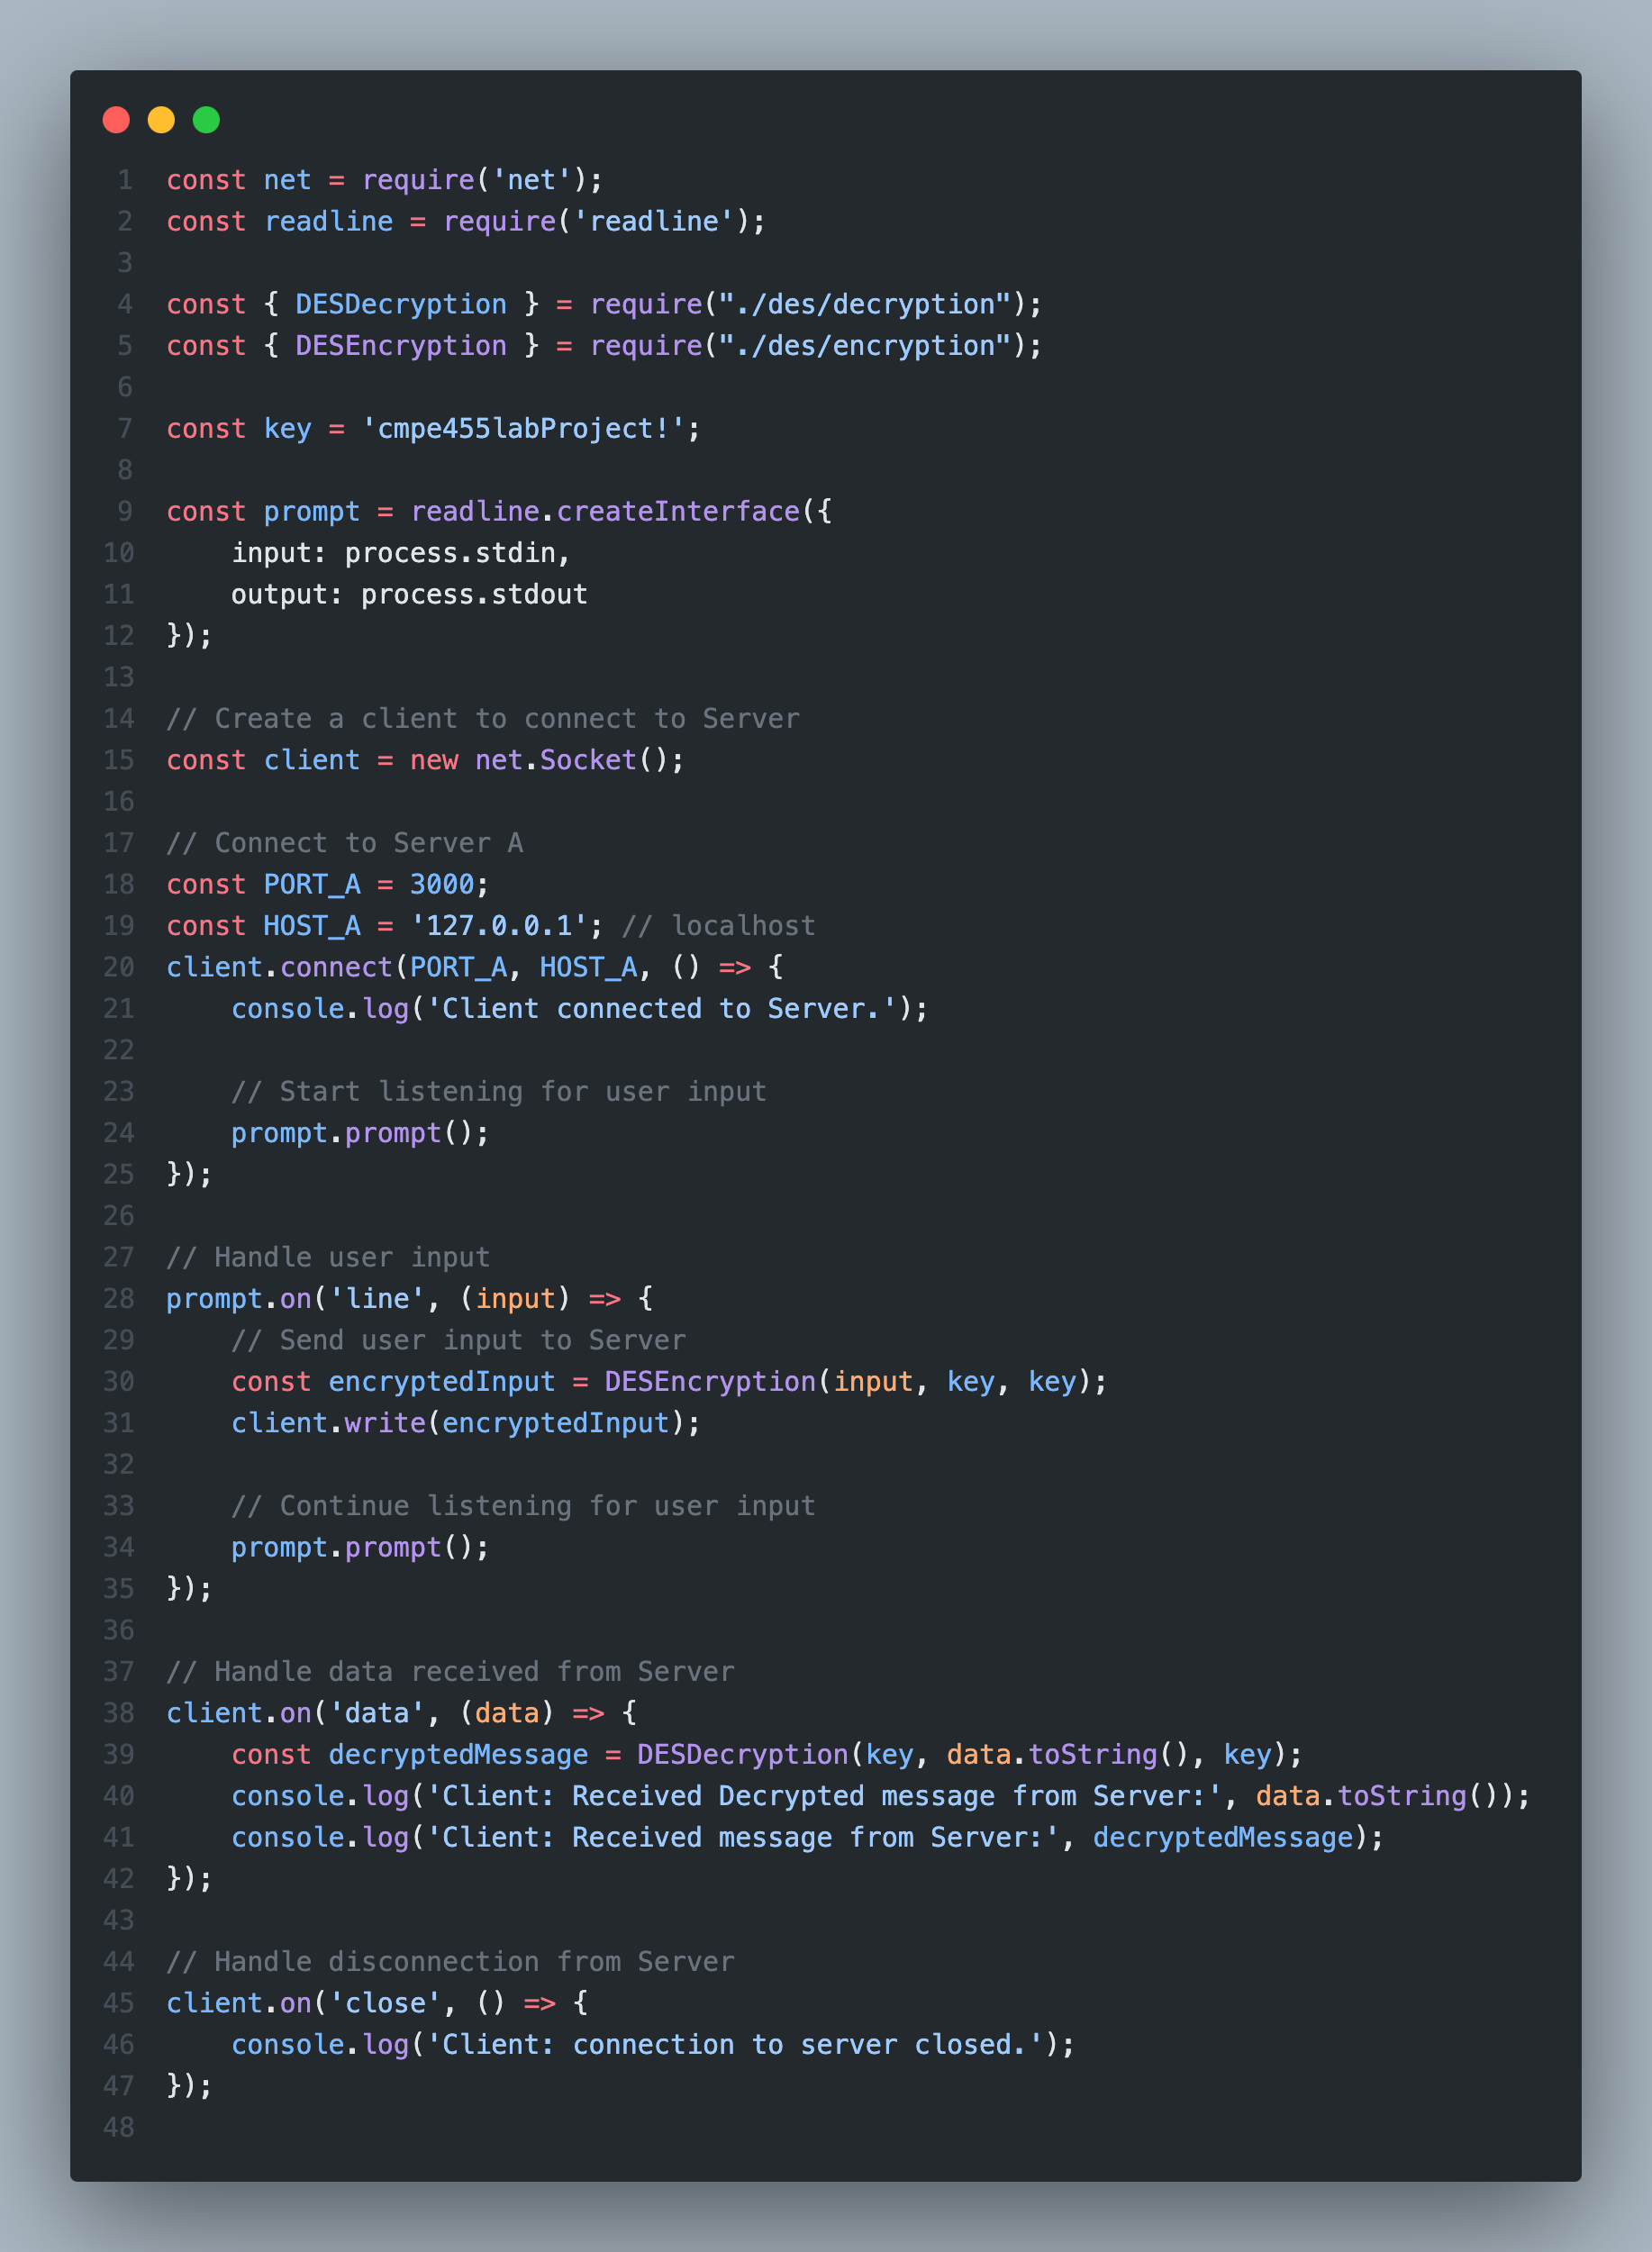 1 const net = require('net');
2 const readline = require('readline');
3
4 const { DESDecryption } = require("./des/decryption");
5 const { DESEncryption } = require("./des/encryption");
6
7 const key = 'cmpe455labProject!';
8
9 const prompt = readline.createInterface({
10     input: process.stdin,
11     output: process.stdout
12 });
13
14 // Create a client to connect to Server
15 const client = new net.Socket();
16
17 // Connect to Server A
18 const PORT_A = 3000;
19 const HOST_A = '127.0.0.1'; // localhost
20 client.connect(PORT_A, HOST_A, () => {
21     console.log('Client connected to Server.');
22
23     // Start listening for user input
24     prompt.prompt();
25 });
26
27 // Handle user input
28 prompt.on('line', (input) => {
29     // Send user input to Server
30     const encryptedInput = DESEncryption(input, key, key);
31     client.write(encryptedInput);
32
33     // Continue listening for user input
34     prompt.prompt();
35 });
36
37 // Handle data received from Server
38 client.on('data', (data) => {
39     const decryptedMessage = DESDecryption(key, data.toString(), key);
40     console.log('Client: Received Decrypted message from Server:', data.toString());
41     console.log('Client: Received message from Server:', decryptedMessage);
42 });
43
44 // Handle disconnection from Server
45 client.on('close', () => {
46     console.log('Client: connection to server closed.');
47 });
48